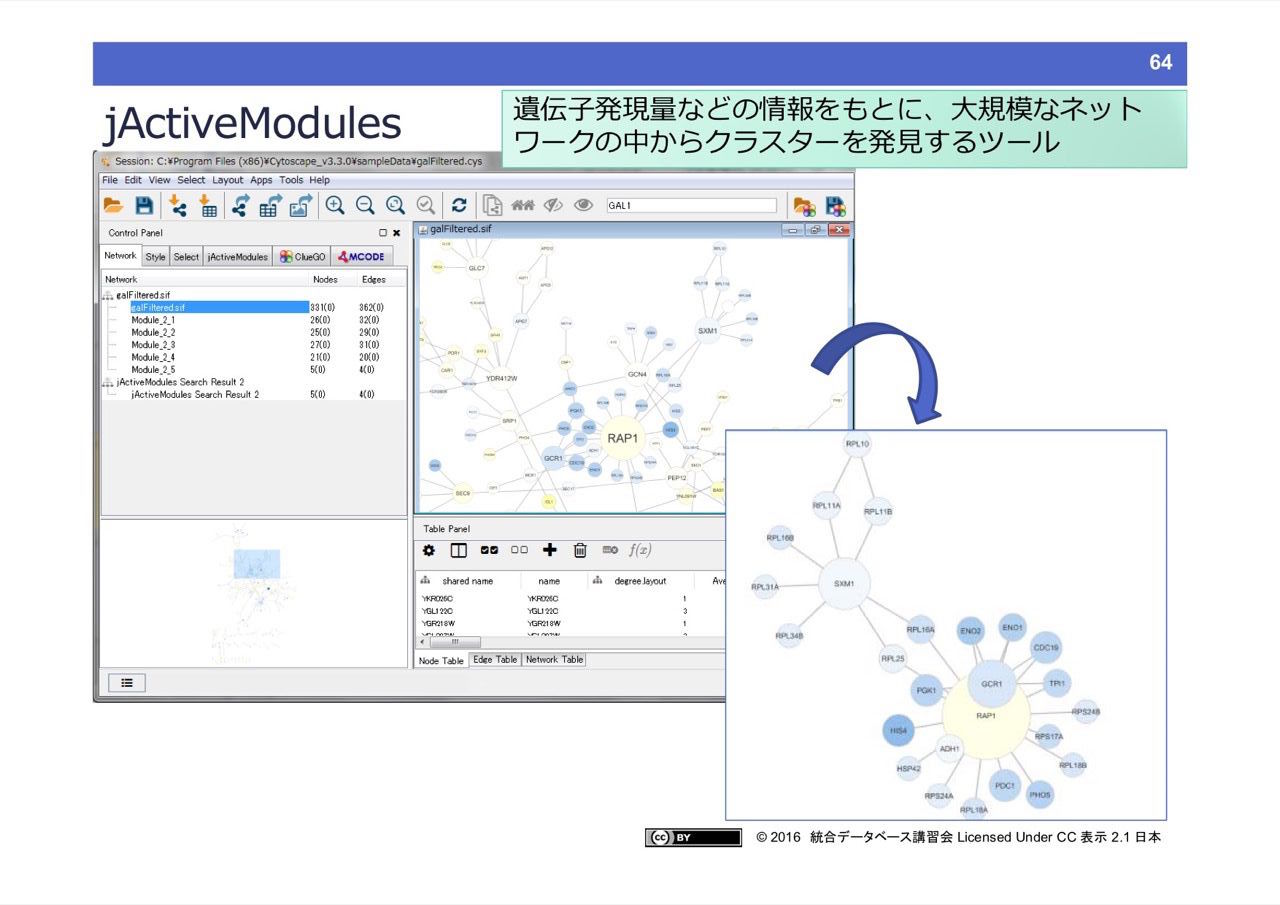 64
jActiveModules
遺伝子発現量などの情報をもとに、大規模なネット
ワークの中からクラスターを発見するツール
Session: C:¥Program Files (x86)¥Cytoscape_v3.3.0¥sampleData¥galFiltered.cys
File Edit View Select Layout Apps Tools Help
GAL1
Control Panel
Network Style Select jActiveModules ClueGO MCODE
Network Nodes Edges
galFiltered.sif
galFiltered.sif 331(0) 362(0)
Module_2_1 26(0) 32(0)
Module_2_2 25(0) 29(0)
Module_2_3 27(0) 31(0)
Module_2_4 21(0) 20(0)
Module_2_5 5(0) 4(0)
jActiveModules Search Result 2
jActiveModules Search Result 2 5(0) 4(0)
galFiltered.sif
GLC7
SXM1
GCN4
YDR412W
SRP1
RAP1
GCR1
PEP12
SEC9
Table Panel
f(x)
shared name name degree.layout Ave
YKR026C YKR026C 1
YGL122C YGL122C 3
YGR218W YGR218W 1
Node Table Edge Table Network Table
RPL10
RPL11A
RPL11B
RPL16B
RPL31A
SXM1
RPL34B
RPL16A
ENO2
ENO1
CDC19
RPL25
PGK1
GCR1
TPI1
RAP1
RPS24B
HIS4
RPS17A
ADH1
HSP42
RPL18B
PDC1
RPS24A
PHO5
RPL18A
cc BY
© 2016 統合データベース講習会 Licensed Under CC 表示 2.1 日本